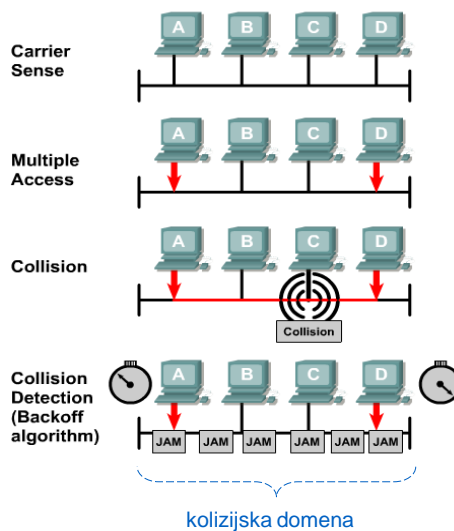 Carrier
Sense
A B C D
Multiple
Access
A B C D
Collision
A B C D
Collision
Collision
Detection
(Backoff
algorithm)
A B C D
JAM JAM JAM JAM JAM JAM
kolizijska domena